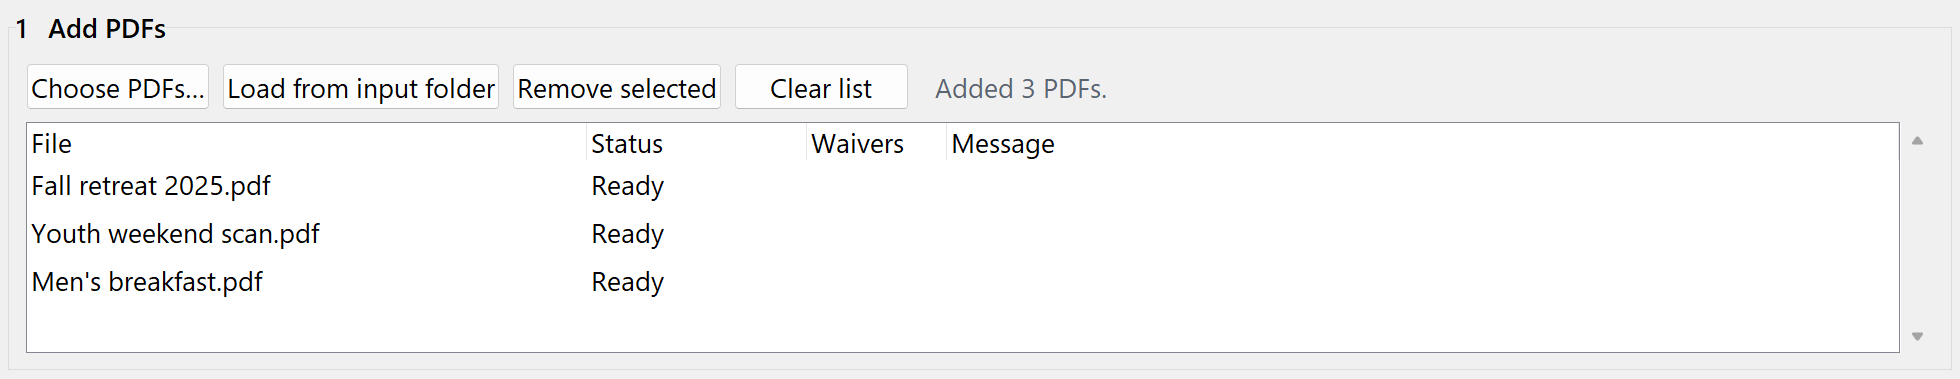 1 Add PDFs
Choose PDFs... Load from input folder Remove selected Clear list Added 3 PDFs.
File Status Waivers Message
Fall retreat 2025.pdf Ready
Youth weekend scan.pdf Ready
Men's breakfast.pdf Ready